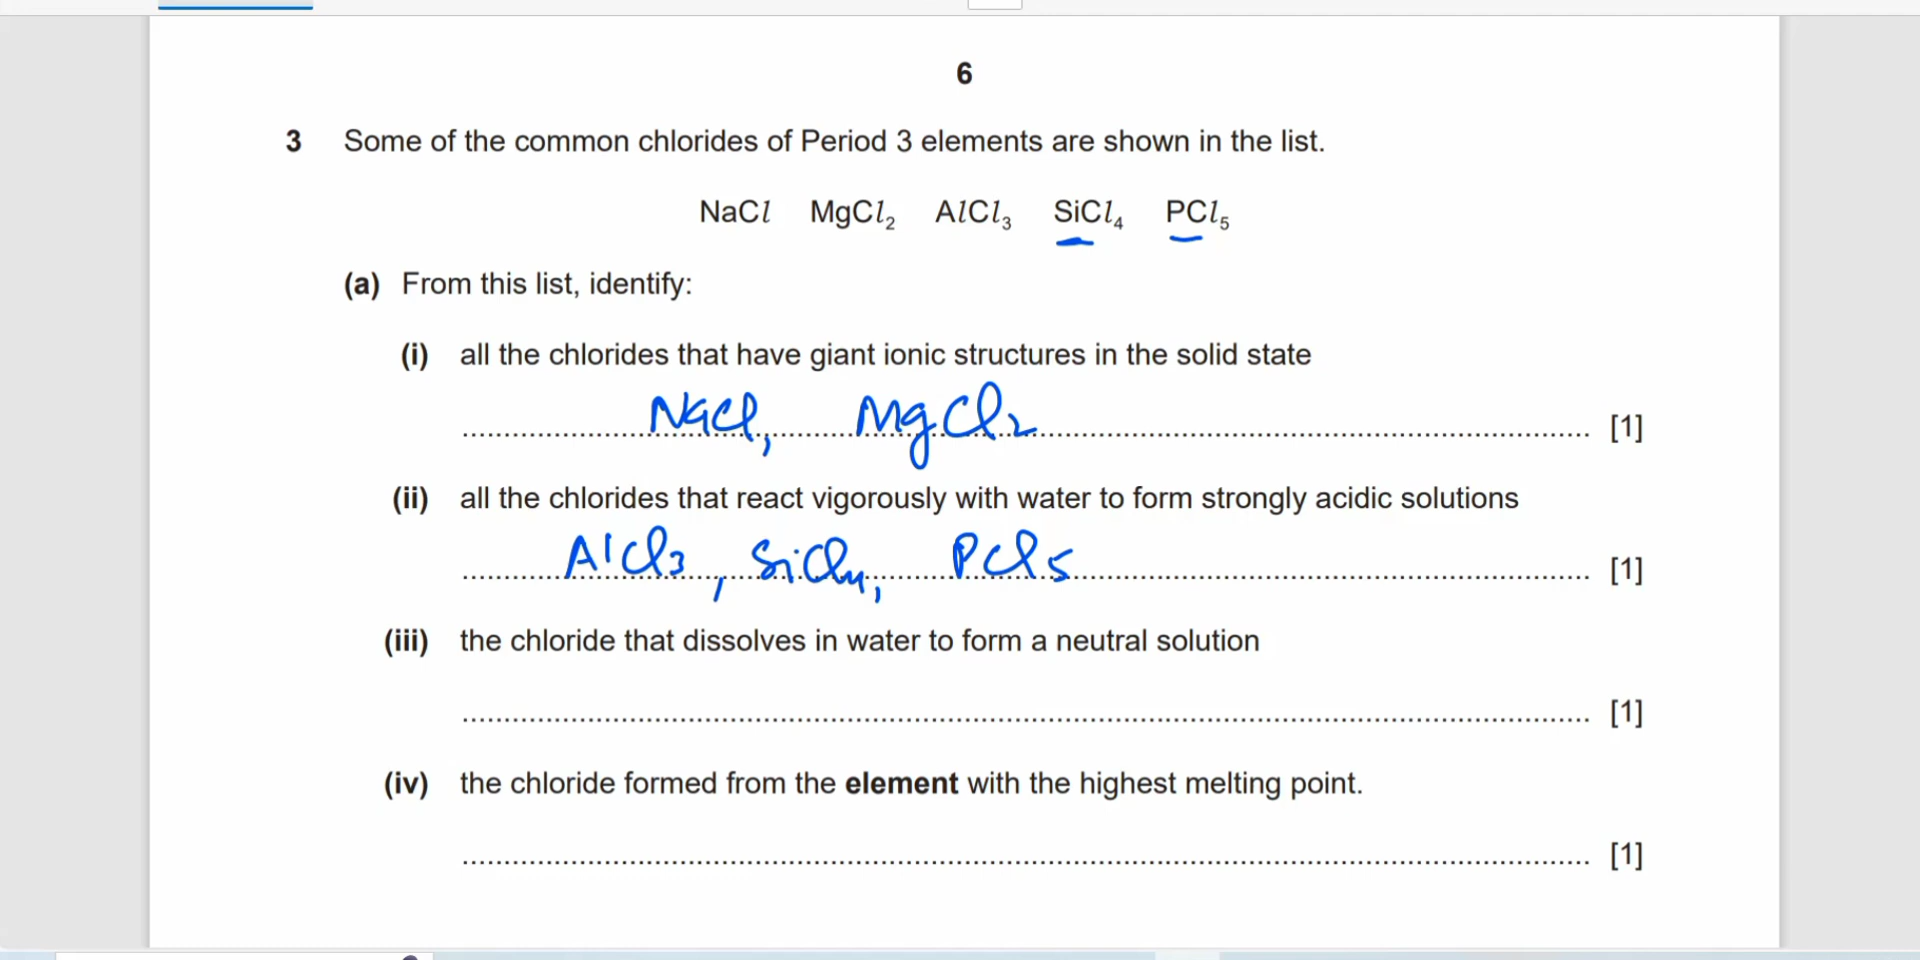 6
3 Some of the common chlorides of Period 3 elements are shown in the list.
NaCl MgCl₂ AlCl₃ SiCl₄ PCl₅
(a) From this list, identify:
(i) all the chlorides that have giant ionic structures in the solid state
NaCl, MgCl₂ [1]
(ii) all the chlorides that react vigorously with water to form strongly acidic solutions
AlCl₃, SiCl₄, PCl₅ [1]
(iii) the chloride that dissolves in water to form a neutral solution
[1]
(iv) the chloride formed from the element with the highest melting point.
[1]